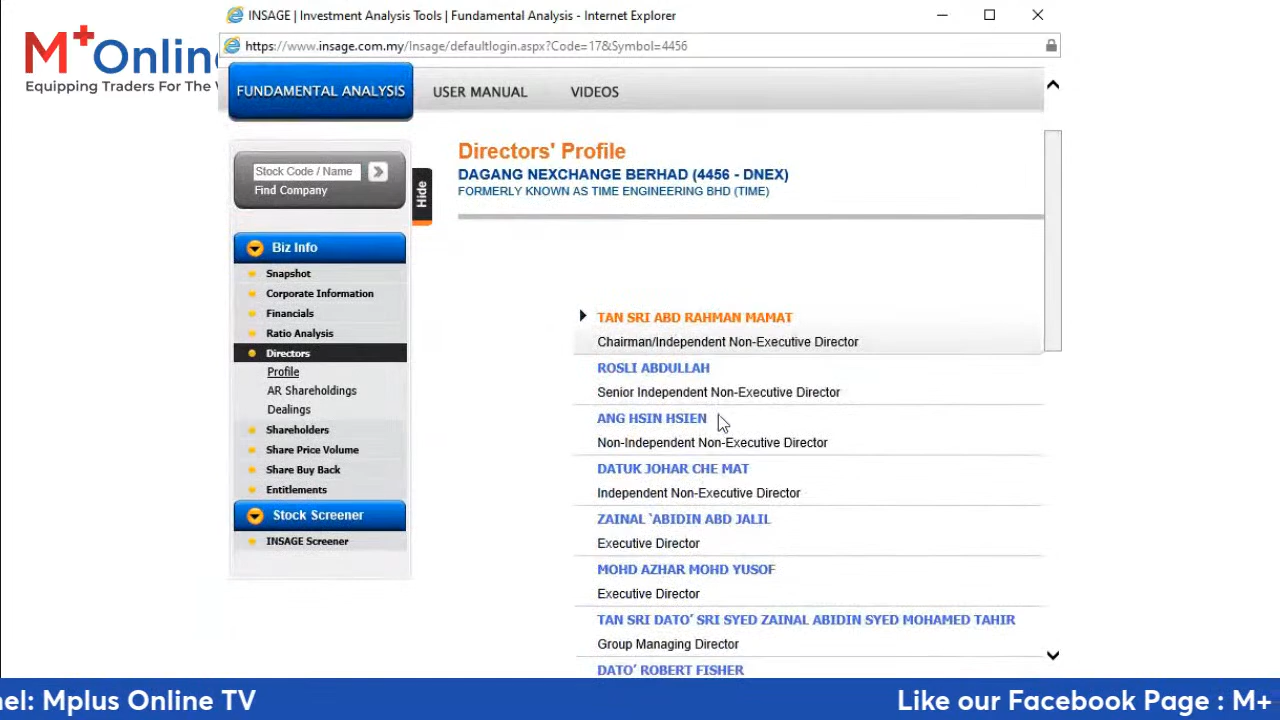 INSAGE | Investment Analysis Tools | Fundamental Analysis - Internet Explorer
M+Online
Equipping Traders For The W
https://www.insage.com.my/Insage/defaultlogin.aspx?Code=17&Symbol=4456
FUNDAMENTAL ANALYSIS
USER MANUAL
VIDEOS
Stock Code / Name
Find Company
Hide
Biz Info
Snapshot
Corporate Information
Financials
Ratio Analysis
Directors
Profile
AR Shareholdings
Dealings
Shareholders
Share Price Volume
Share Buy Back
Entitlements
Stock Screener
INSAGE Screener
Directors' Profile
DAGANG NEXCHANGE BERHAD (4456 - DNEX)
FORMERLY KNOWN AS TIME ENGINEERING BHD (TIME)
TAN SRI ABD RAHMAN MAMAT
Chairman/Independent Non-Executive Director
ROSLI ABDULLAH
Senior Independent Non-Executive Director
ANG HSIN HSIEN
Non-Independent Non-Executive Director
DATUK JOHAR CHE MAT
Independent Non-Executive Director
ZAINAL `ABIDIN ABD JALIL
Executive Director
MOHD AZHAR MOHD YUSOF
Executive Director
TAN SRI DATO’ SRI SYED ZAINAL ABIDIN SYED MOHAMED TAHIR
Group Managing Director
DATO’ ROBERT FISHER
nel: Mplus Online TV
Like our Facebook Page : M+